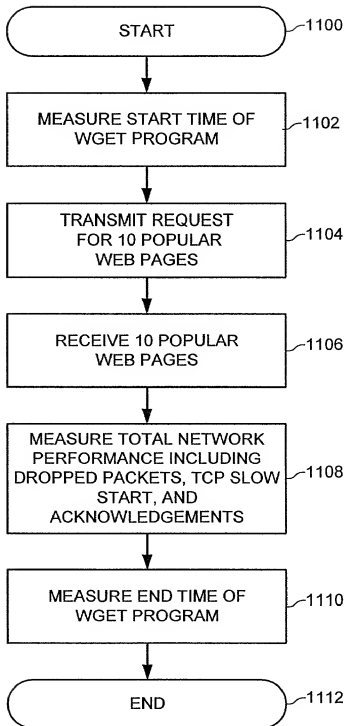 START
1100
MEASURE START TIME OF
WGET PROGRAM
1102
TRANSMIT REQUEST
FOR 10 POPULAR
WEB PAGES
1104
RECEIVE 10 POPULAR
WEB PAGES
1106
MEASURE TOTAL NETWORK
PERFORMANCE INCLUDING
DROPPED PACKETS, TCP SLOW
START, AND
ACKNOWLEDGEMENTS
1108
MEASURE END TIME OF
WGET PROGRAM
1110
END
1112